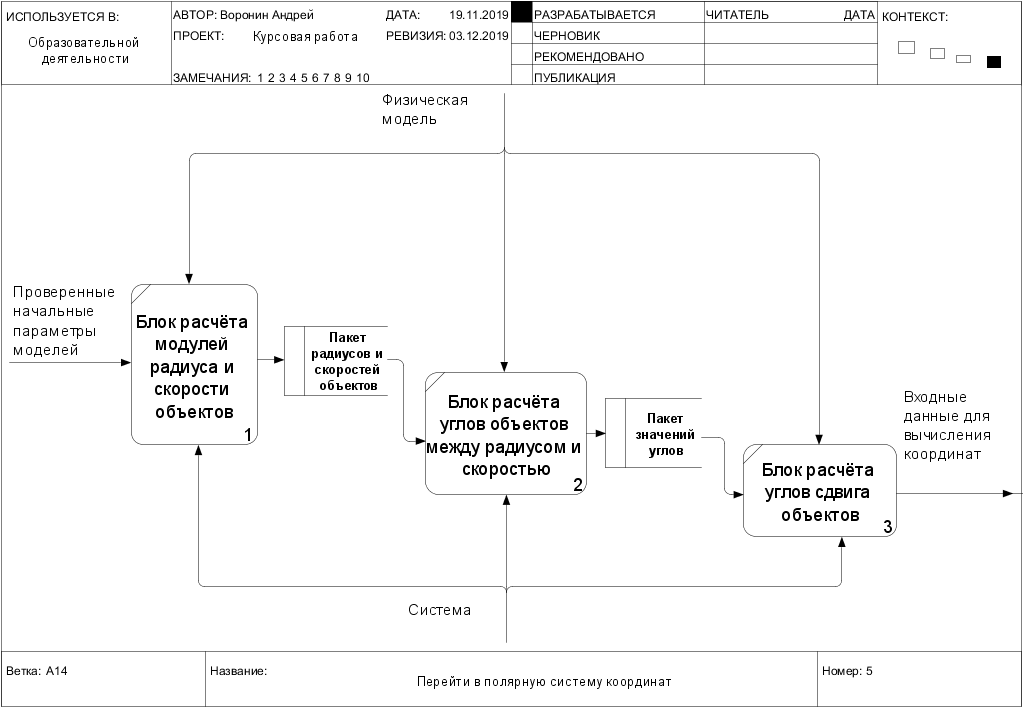 ИСПОЛЬЗУЕТСЯ В:
Образовательной
деятельности
АВТОР: Воронин Андрей
ДАТА: 19.11.2019
ПРОЕКТ: Курсовая работа
РЕВИЗИЯ: 03.12.2019
ЗАМЕЧАНИЯ: 1 2 3 4 5 6 7 8 9 10
РАЗРАБАТЫВАЕТСЯ
ЧЕРНОВИК
РЕКОМЕНДОВАНО
ПУБЛИКАЦИЯ
ЧИТАТЕЛЬ ДАТА
КОНТЕКСТ:
Физическая
модель
Проверенные
начальные
параметры
моделей
Блок расчёта
модулей
радиуса и
скорости
объектов
1
Пакет
радиусов и
скоростей
объектов
Блок расчёта
углов объектов
между радиусом и
скоростью
2
Пакет
значений
углов
Блок расчёта
углов сдвига
объектов
3
Входные
данные для
вычисления
координат
Система
Ветка: A14
Название:
Перейти в полярную систему координат
Номер: 5